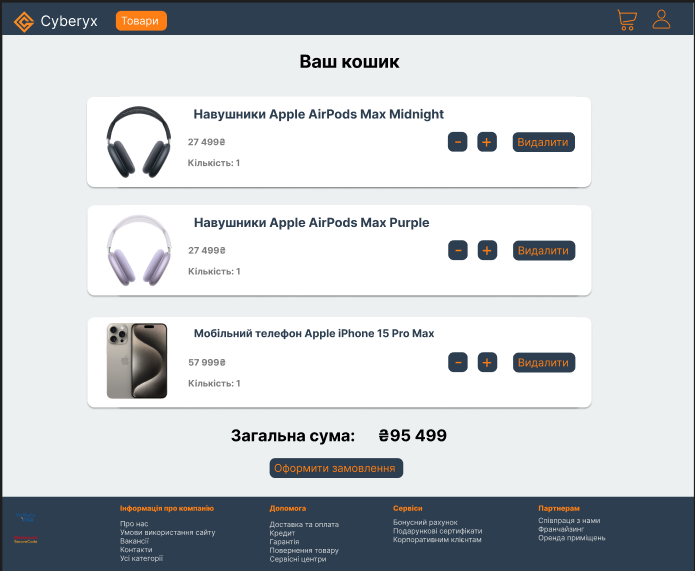 Cyberyx Товари
Ваш кошик
Навушники Apple AirPods Max Midnight
27 499₴
Кількість: 1
- + Видалити
Навушники Apple AirPods Max Purple
27 499₴
Кількість: 1
- + Видалити
Мобільний телефон Apple iPhone 15 Pro Max
57 999₴
Кількість: 1
- + Видалити
Загальна сума: ₴95 499
Оформити замовлення
Інформація про компанію
Про нас
Умови використання сайту
Вакансії
Контакти
Усі категорії
Допомога
Доставка та оплата
Кредит
Гарантія
Повернення товару
Сервісні центри
Сервіси
Бонусний рахунок
Подарункові сертифікати
Корпоративним клієнтам
Партнерам
Співпраця з нами
Франчайзинг
Оренда приміщень